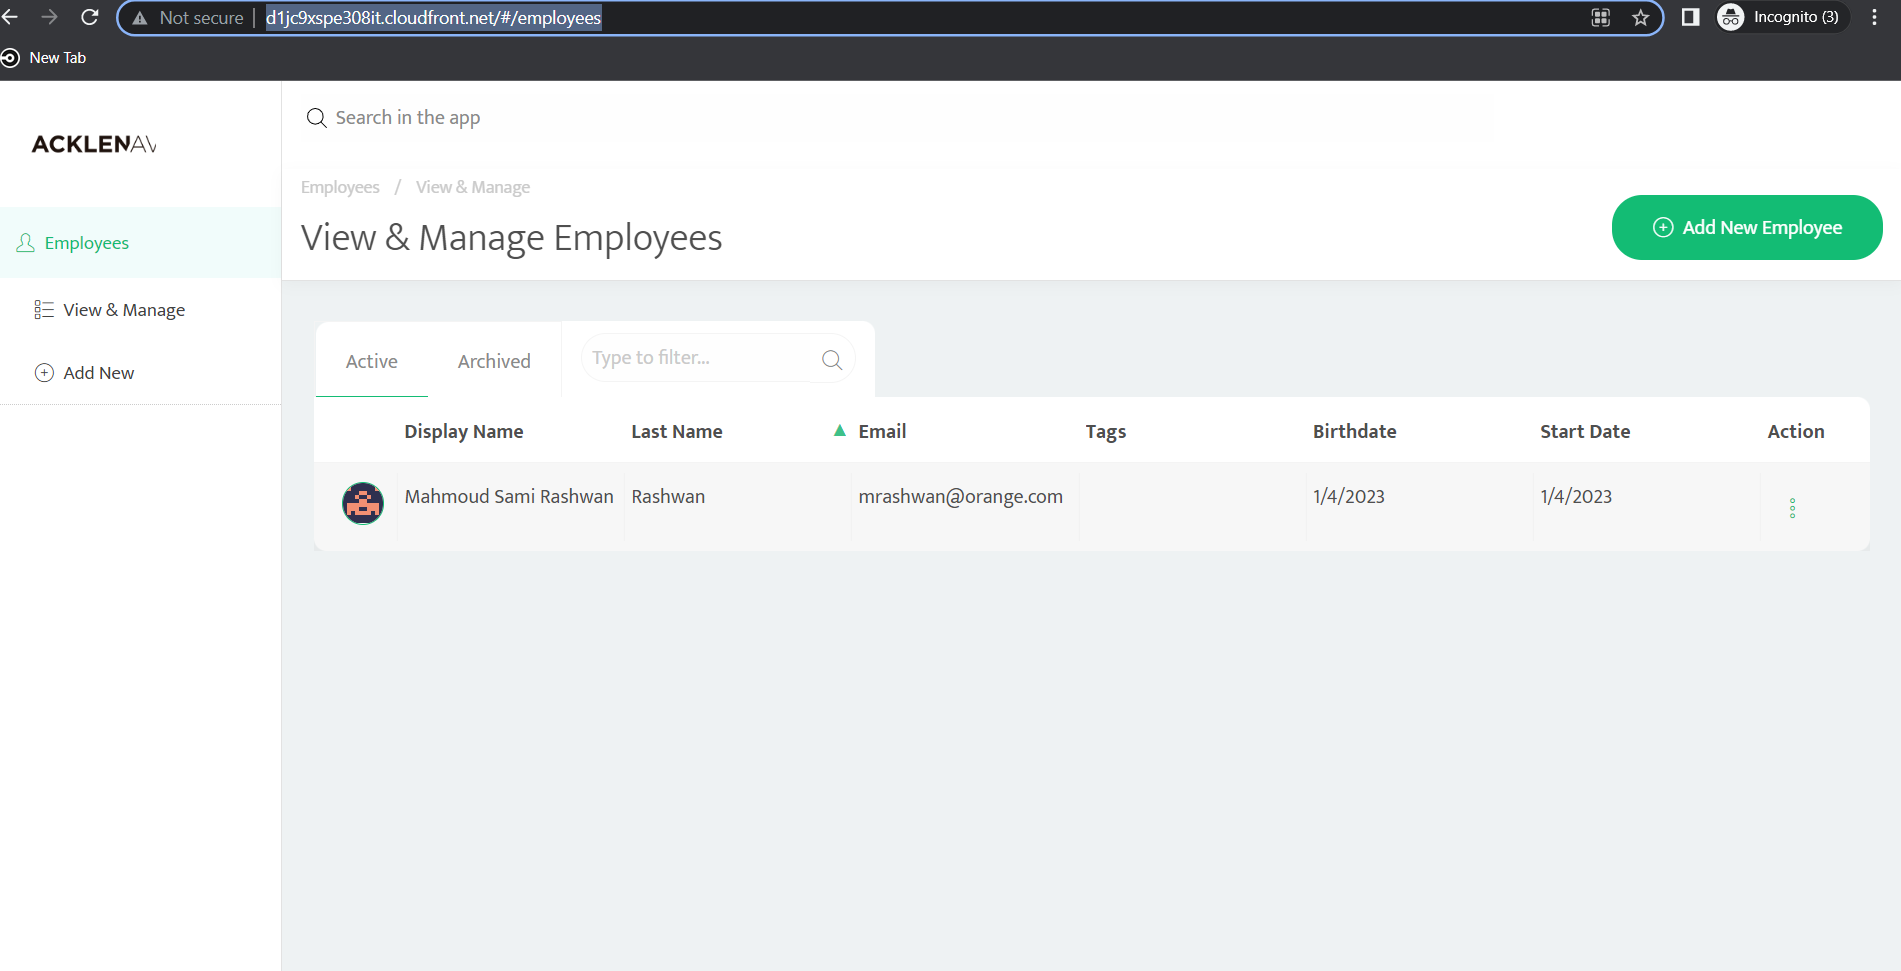 Not secure d1jc9xspe308it.cloudfront.net/#/employees Incognito (3)
New Tab
Search in the app
ACKLENAV
Employees / View & Manage
View & Manage Employees
Add New Employee
Employees
View & Manage
Add New
Active Archived Type to filter...
Display Name Last Name Email Tags Birthdate Start Date Action
Mahmoud Sami Rashwan Rashwan mrashwan@orange.com 1/4/2023 1/4/2023